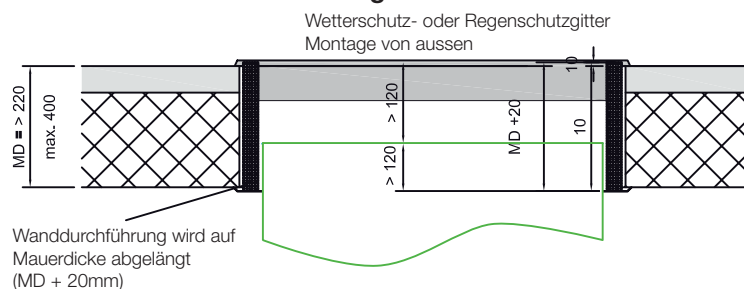 Wetterschutz- oder Regenschutzgitter
Montage von aussen
MD = > 220
max. 400
> 120
> 120
MD +20
10
10
Wanddurchführung wird auf
Mauerdicke abgelängt
(MD + 20mm)